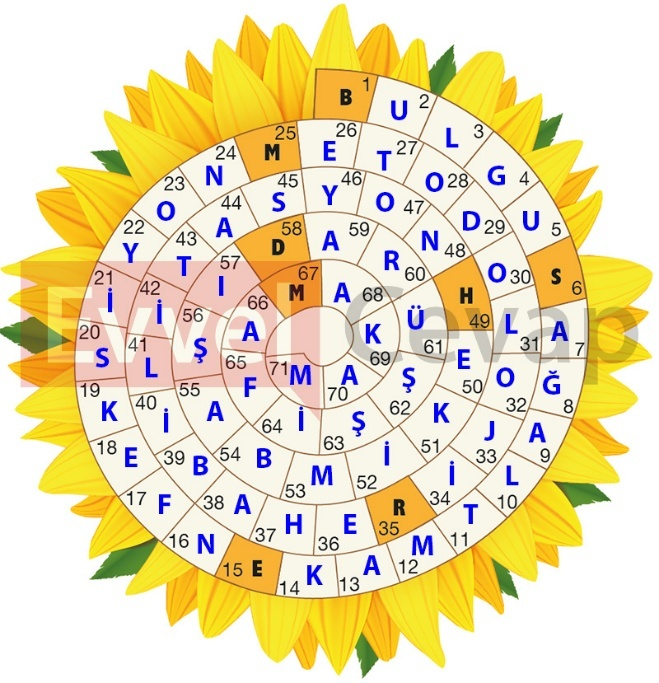 B 1 U 2 L 3 G 4 U 5
S 6 A 7 Ğ 8 A 9 L 10 T 11 M 12 A 13 K 14
E 15 N 16 F 17 E 18 K 19 S 20 İ 21 Y 22 O 23 N 24
M 25 E 26 T 27 O 28 D 29 O 30 L 31 O 32 J 33 İ 34
R 35 E 36 H 37 A 38 B 39 İ 40 L 41 İ 42 T 43 A 44 S 45 Y 46 O 47 N 48
H 49 E 50 K 51 İ 52 M 53 B 54 A 55 Ş 56 I 57
D 58 A 59 R 60 Ü 61 Ş 62 Ş 63 İ 64 F 65 A 66
M 67 A 68 K 69 A 70 M 71
Evvel Cevap